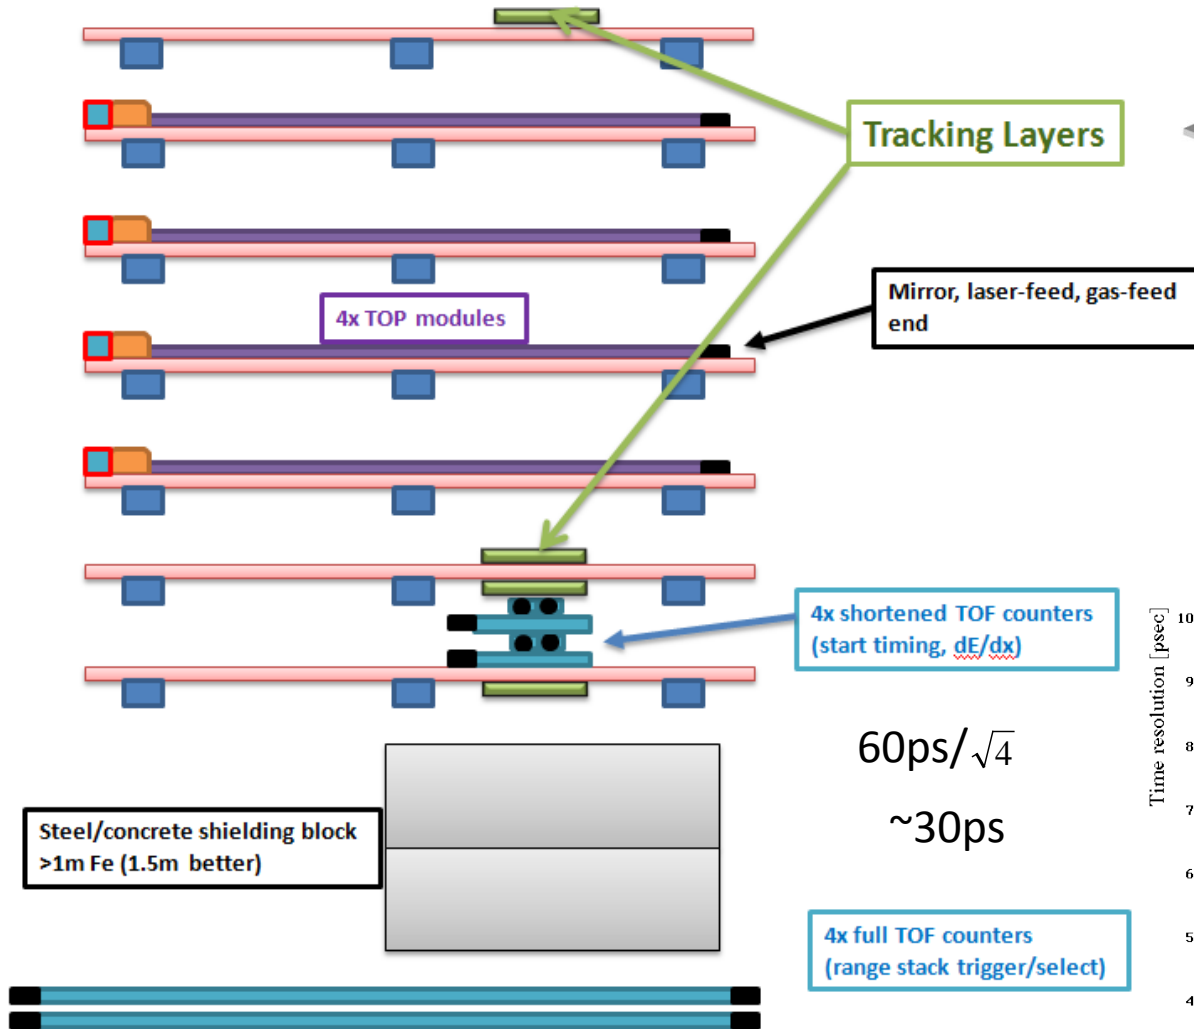 Tracking Layers
Mirror, laser-feed, gas-feed
end
4x TOP modules
4x shortened TOF counters
(start timing, dE/dx)
60ps/√4
~30ps
Steel/concrete shielding block
>1m Fe (1.5m better)
4x full TOF counters
(range stack trigger/select)
Time resolution [psec]
10
9
8
7
6
5
4